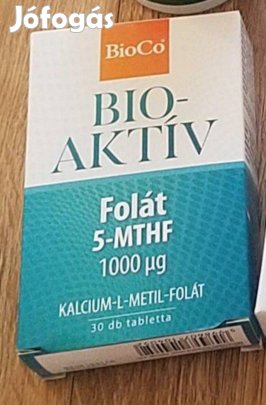 Jófogás
BioCo®
BIO-
AKTÍV
Folát
5-MTHF
1000 µg
KALCIUM-L-METIL-FOLÁT
30 db tabletta